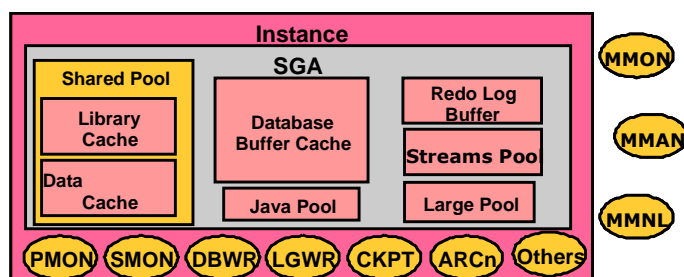 Instance
SGA
Shared Pool
Library
Cache
Data
Cache
Database
Buffer Cache
Java Pool
Redo Log
Buffer
Streams Pool
Large Pool
MMON
MMAN
MMNL
PMON
SMON
DBWR
LGWR
CKPT
ARCn
Others